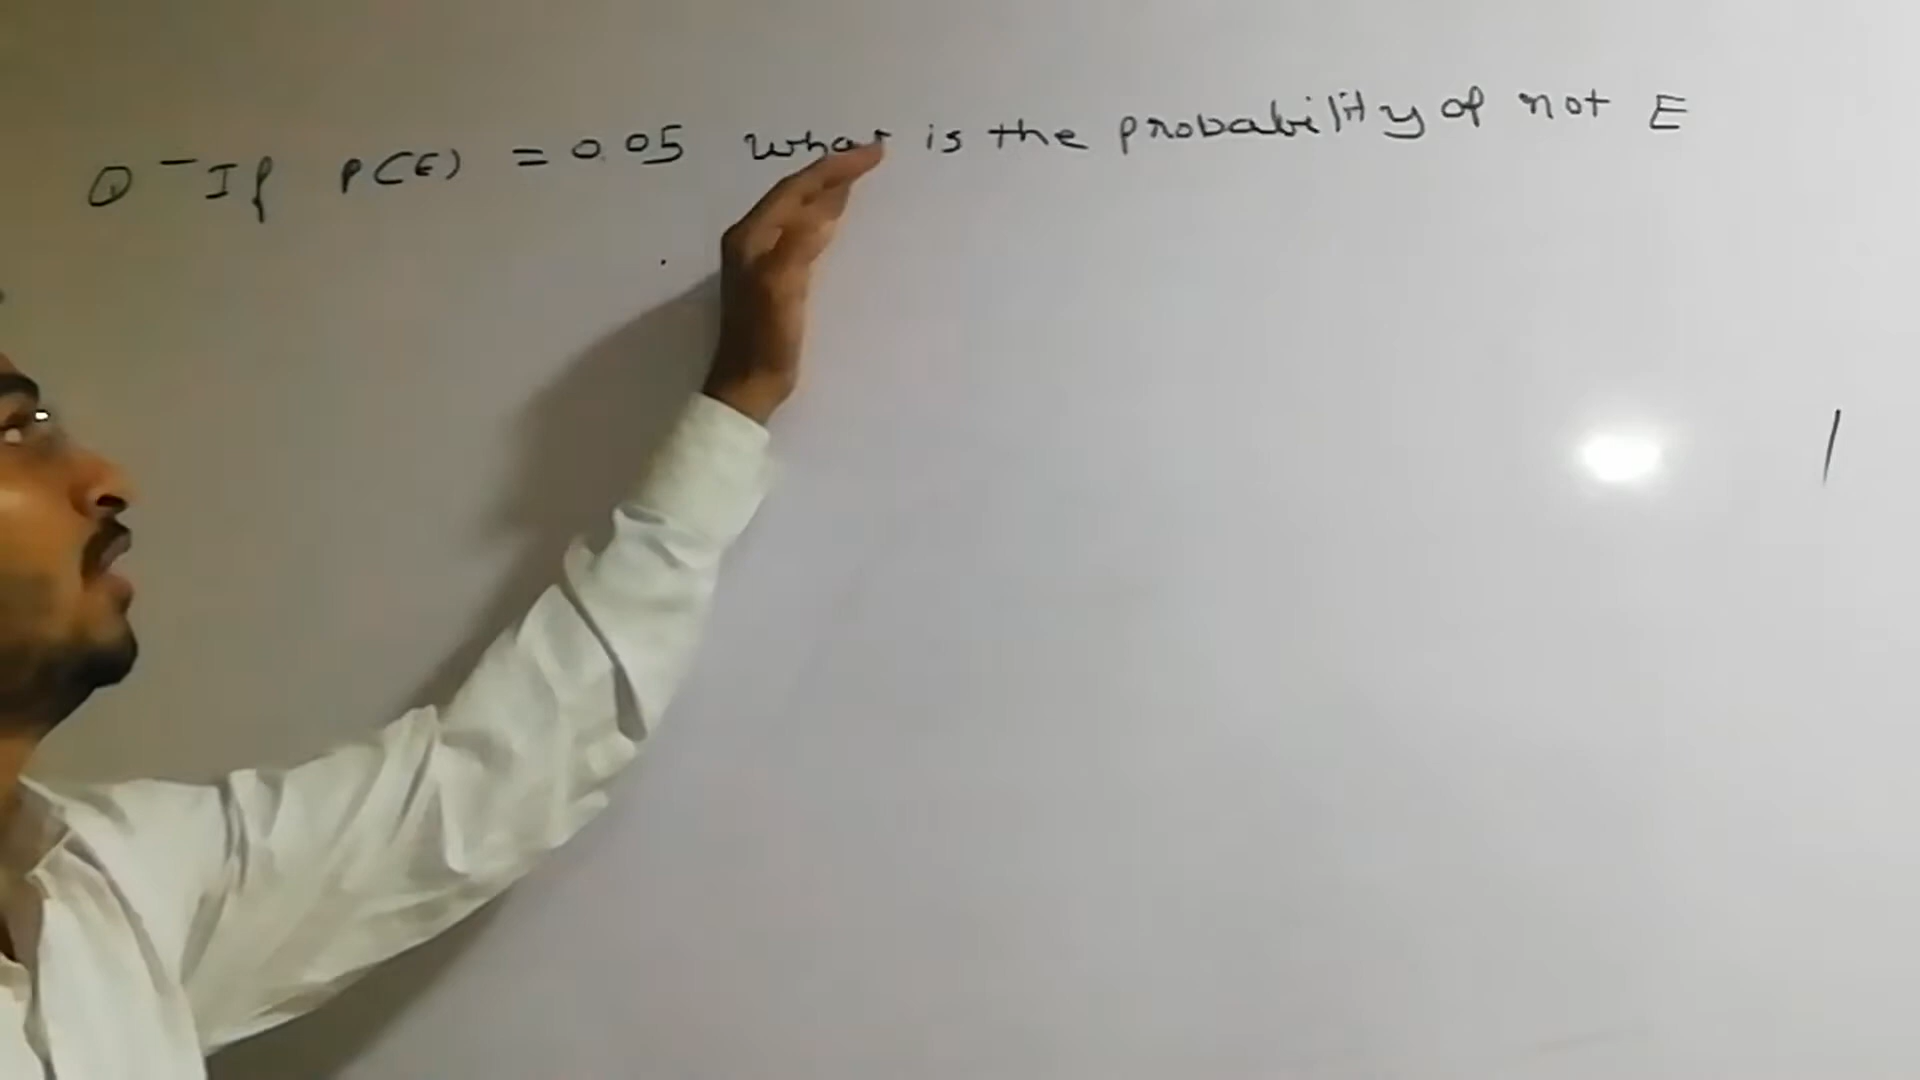 Q - If P(E) = 0.05 what is the probability of not E